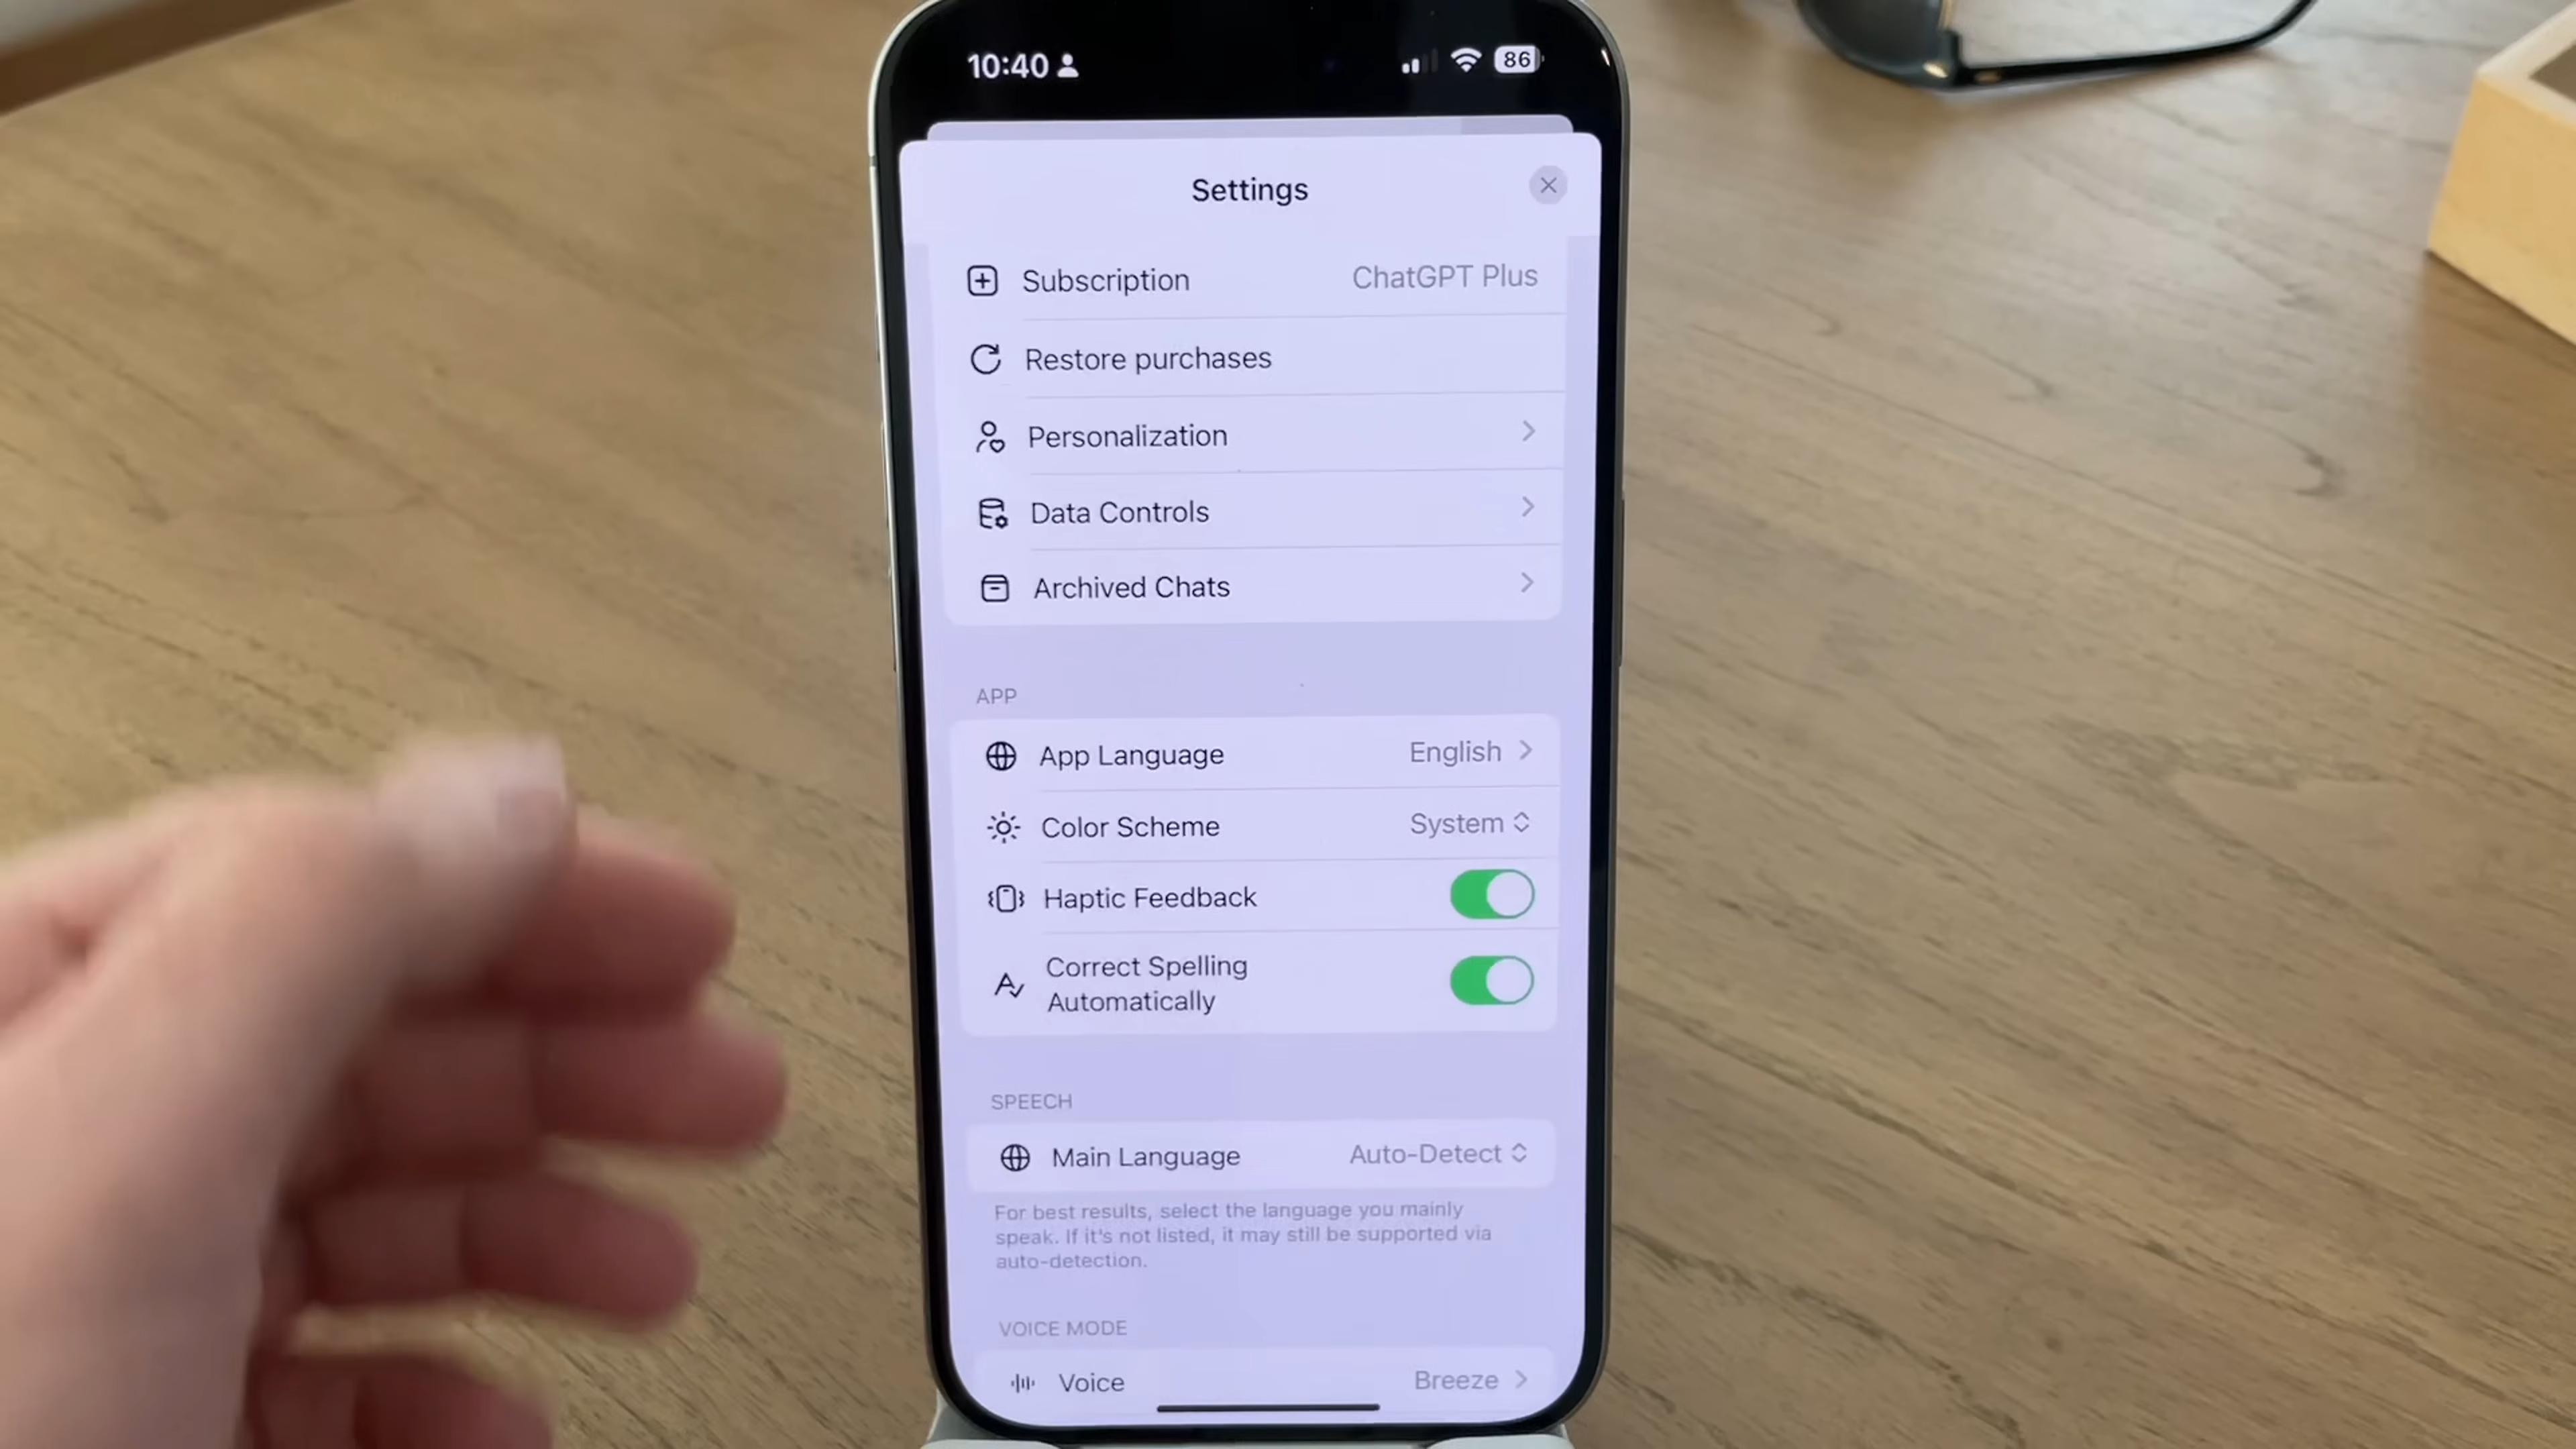 10:40
86
Settings
Subscription ChatGPT Plus
Restore purchases
Personalization
Data Controls
Archived Chats
APP
App Language English
Color Scheme System
Haptic Feedback
Correct Spelling
Automatically
SPEECH
Main Language Auto-Detect
For best results, select the language you mainly
speak. If it's not listed, it may still be supported via
auto-detection.
VOICE MODE
Voice Breeze